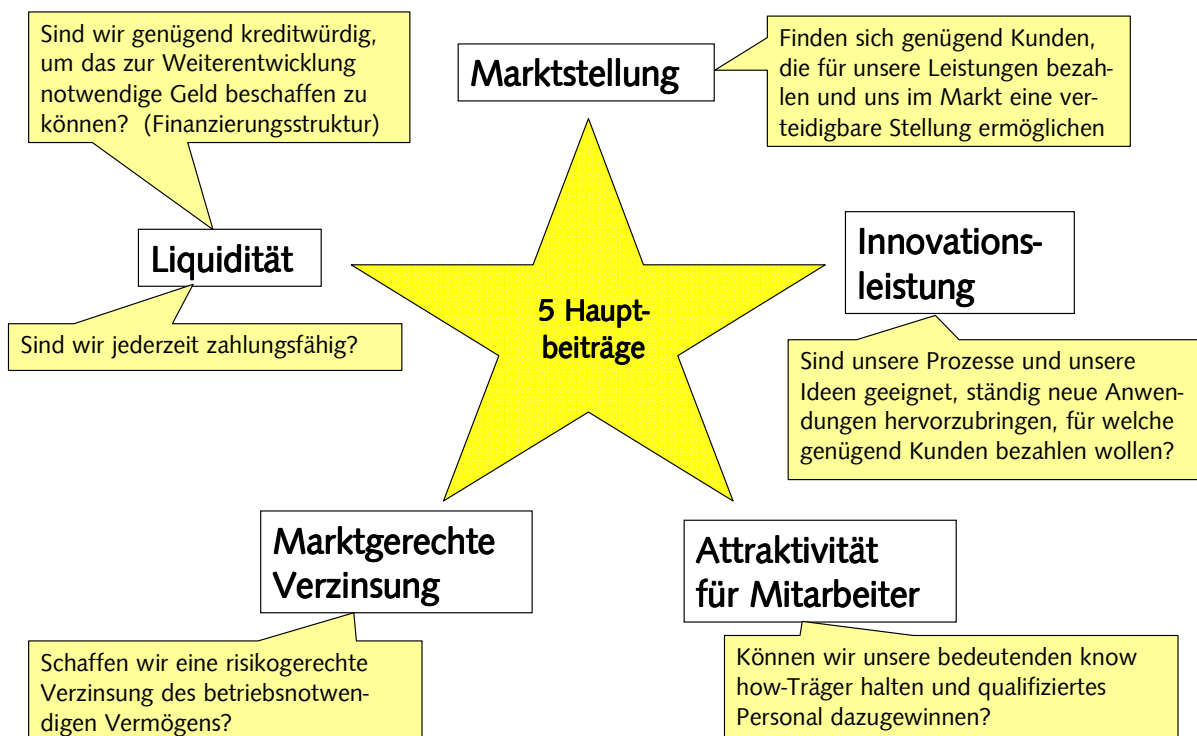 Sind wir genügend kreditwürdig,
um das zur Weiterentwicklung
notwendige Geld beschaffen zu
können? (Finanzierungsstruktur)
Marktstellung
Finden sich genügend Kunden,
die für unsere Leistungen bezah-
len und uns im Markt eine ver-
teidigbare Stellung ermöglichen
Liquidität
Innovations-
leistung
5 Haupt-
beiträge
Sind wir jederzeit zahlungsfähig?
Sind unsere Prozesse und unsere
Ideen geeignet, ständig neue Anwen-
dungen hervorzubringen, für welche
genügend Kunden bezahlen wollen?
Marktgerechte
Verzinsung
Attraktivität
für Mitarbeiter
Schaffen wir eine risikogerechte
Verzinsung des betriebsnotwen-
digen Vermögens?
Können wir unsere bedeutenden know
how-Träger halten und qualifiziertes
Personal dazugewinnen?